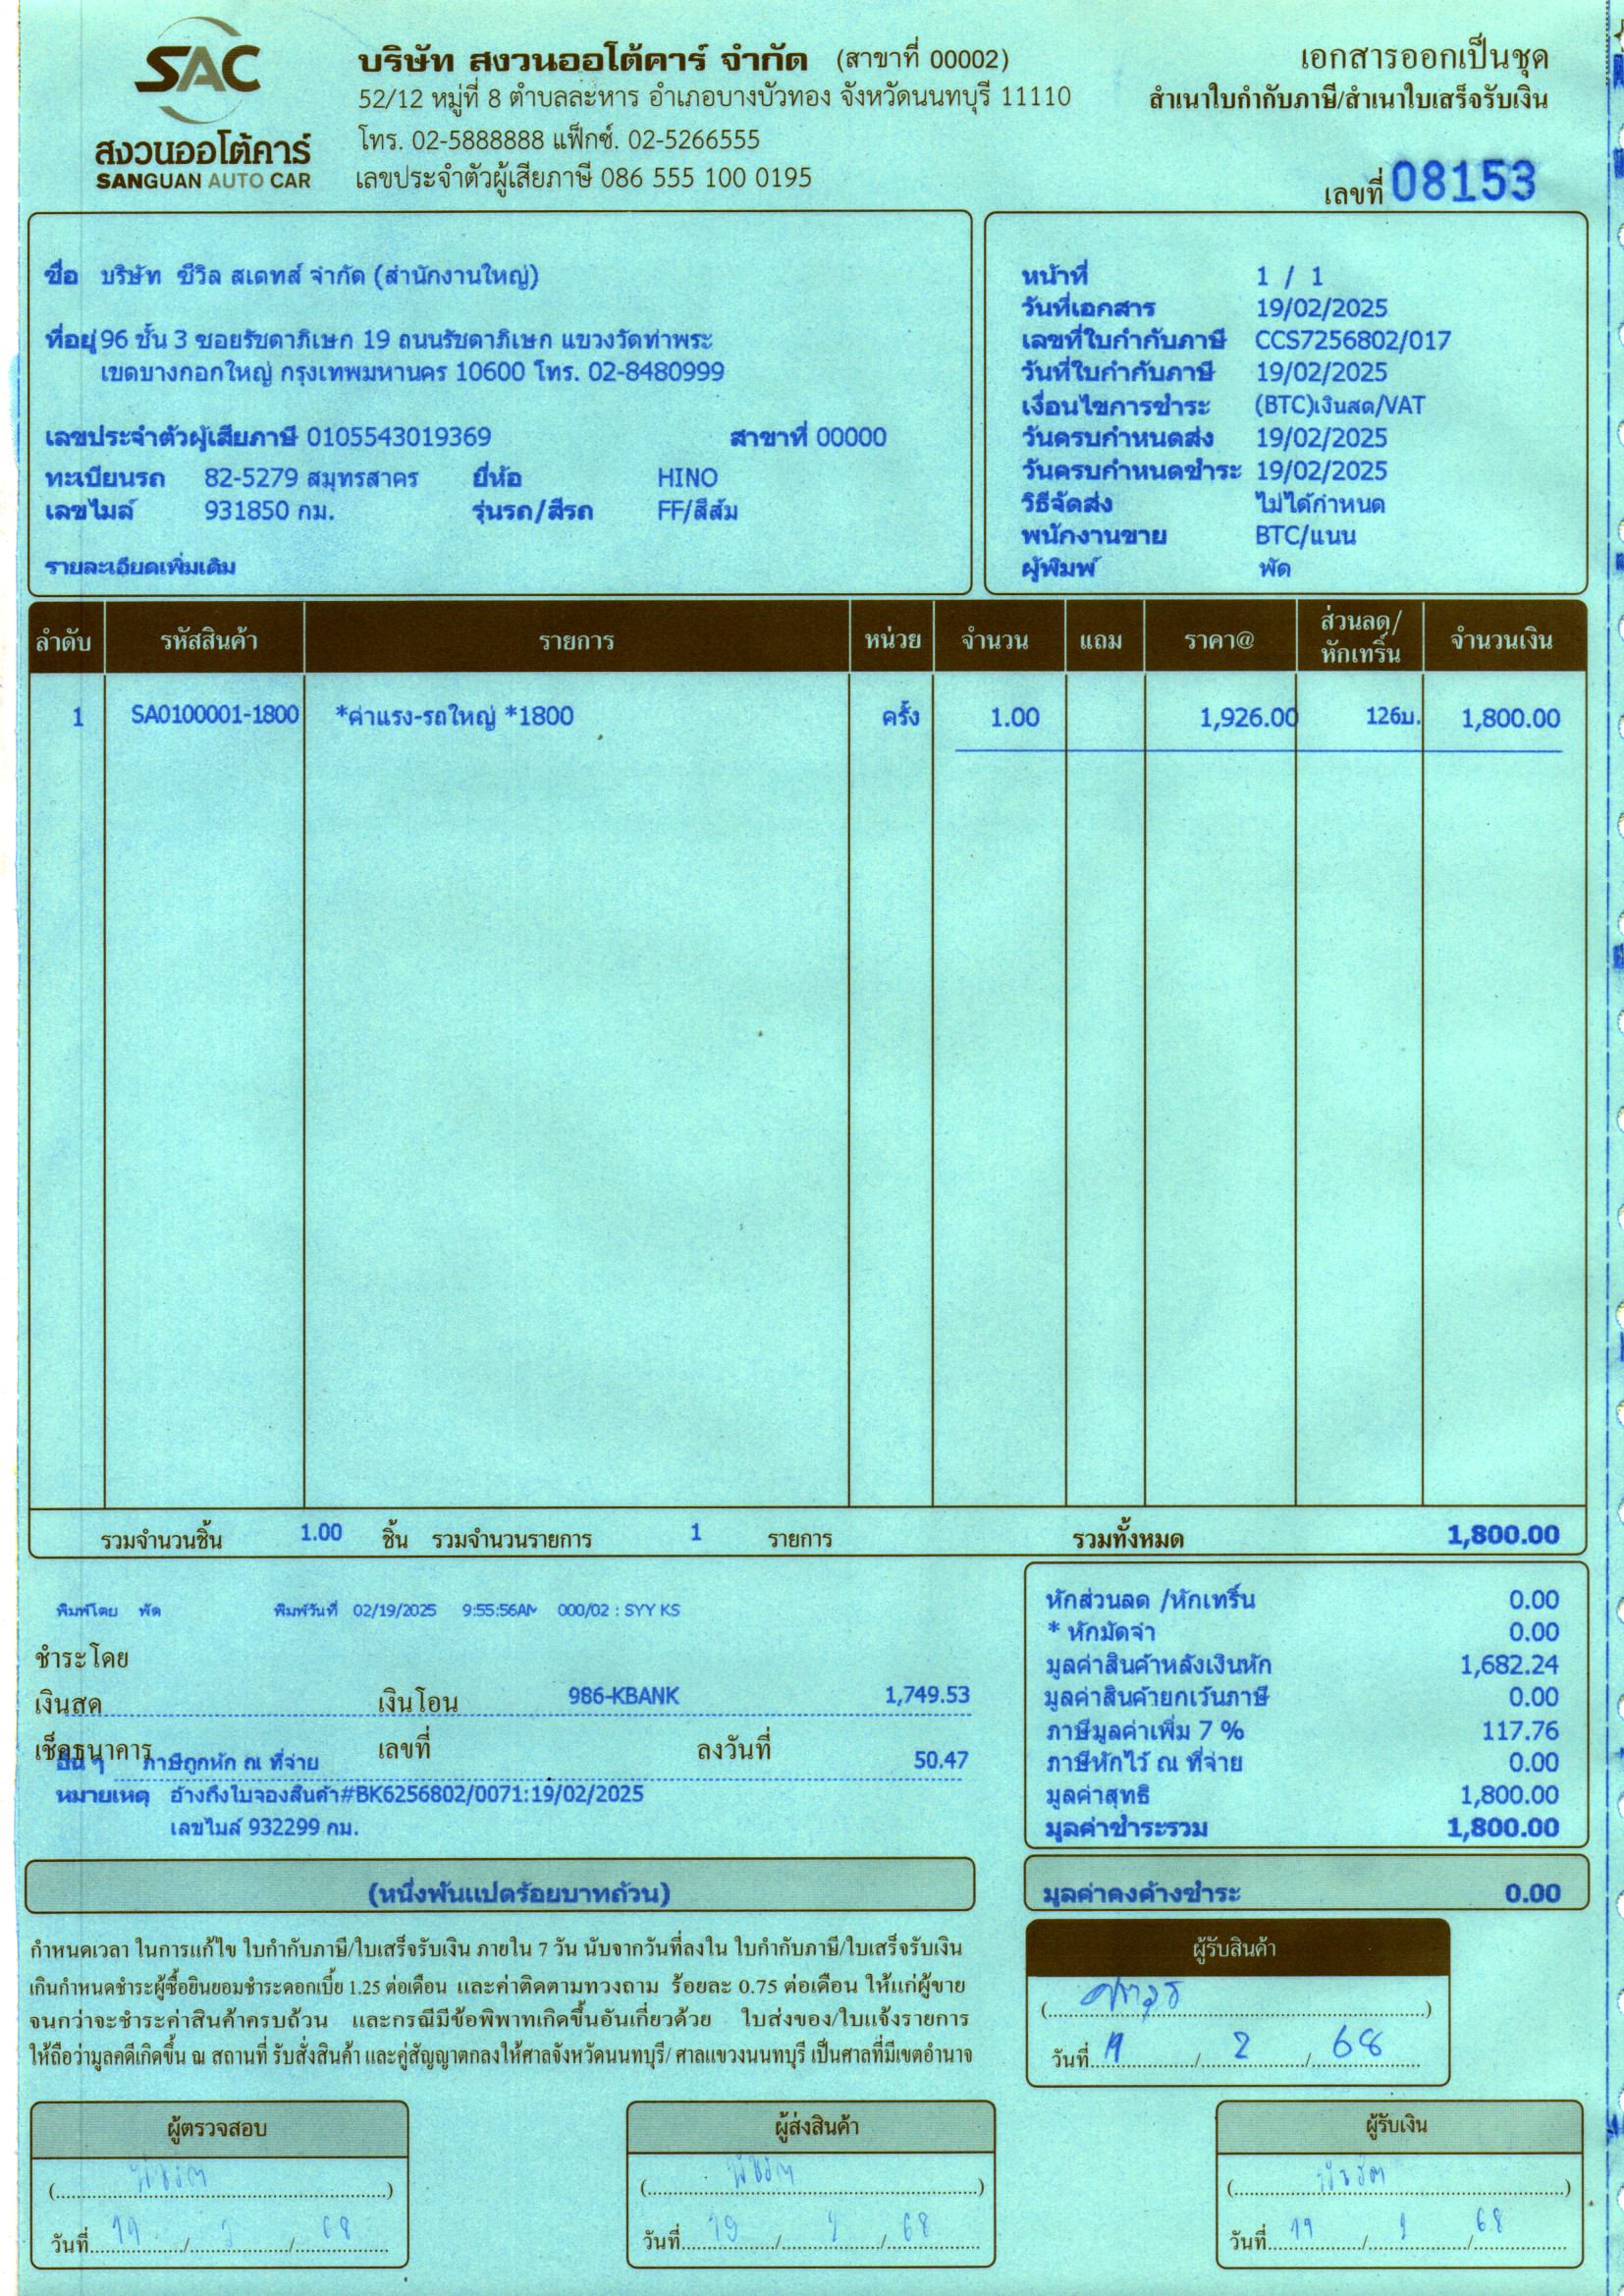 SAC
สงวนออโต้คาร์
SANGUAN AUTO CAR
บริษัท สงวนออโต้คาร์ จำกัด (สาขาที่ 00002)
52/12 หมู่ที่ 8 ตำบลละหาร อำเภอบางบัวทอง จังหวัดนนทบุรี 11110
โทร. 02-5888888 แฟ็กซ์. 02-5266555
เลขประจำตัวผู้เสียภาษี 086 555 100 0195
เอกสารออกเป็นชุด
สำเนาใบกำกับภาษี/สำเนาใบเสร็จรับเงิน
เลขที่ 08153
ชื่อ บริษัท ซีวิล สเตทส์ จำกัด (สำนักงานใหญ่)
ที่อยู่ 96 ชั้น 3 ซอยรัชดาภิเษก 19 ถนนรัชดาภิเษก แขวงวัดท่าพระ
เขตบางกอกใหญ่ กรุงเทพมหานคร 10600 โทร. 02-8480999
เลขประจำตัวผู้เสียภาษี 0105543019369 สาขาที่ 00000
ทะเบียนรถ 82-5279 สมุทรสาคร ยี่ห้อ HINO
เลขไมล์ 931850 กม. รุ่นรถ/สีรถ FF/สีส้ม
รายละเอียดเพิ่มเติม
หน้าที่ 1 / 1
วันที่เอกสาร 19/02/2025
เลขที่ใบกำกับภาษี CCS7256802/017
วันที่ใบกำกับภาษี 19/02/2025
เงื่อนไขการชำระ (BTC)เงินสด/VAT
วันครบกำหนดส่ง 19/02/2025
วันครบกำหนดชำระ 19/02/2025
วิธีจัดส่ง ไม่ได้กำหนด
พนักงานขาย BTC/แนน
ผู้พิมพ์ พัด
ลำดับ รหัสสินค้า รายการ หน่วย จำนวน แถม ราคา@ ส่วนลด/หักเทริ์น จำนวนเงิน
1 SA0100001-1800 *ค่าแรง-รถใหญ่ *1800 ครั้ง 1.00 1,926.00 126บ. 1,800.00
รวมจำนวนชิ้น 1.00 ชิ้น รวมจำนวนรายการ 1 รายการ รวมทั้งหมด 1,800.00
พิมพ์โดย พัด พิมพ์วันที่ 02/19/2025 9:55:56AM 000/02 : SYY KS
ชำระโดย
เงินสด เงินโอน 986-KBANK 1,749.53
เช็คธนาคาร เลขที่ ลงวันที่
อื่น ๆ ภาษีถูกหัก ณ ที่จ่าย 50.47
หมายเหตุ อ้างถึงใบจองสินค้า#BK6256802/0071:19/02/2025
เลขไมล์ 932299 กม.
หักส่วนลด /หักเทริ์น 0.00
* หักมัดจำ 0.00
มูลค่าสินค้าหลังเงินหัก 1,682.24
มูลค่าสินค้ายกเว้นภาษี 0.00
ภาษีมูลค่าเพิ่ม 7 % 117.76
ภาษีหักไว้ ณ ที่จ่าย 0.00
มูลค่าสุทธิ 1,800.00
มูลค่าชำระรวม 1,800.00
(หนึ่งพันแปดร้อยบาทถ้วน)
มูลค่าคงค้างชำระ 0.00
กำหนดเวลา ในการแก้ไข ใบกำกับภาษี/ใบเสร็จรับเงิน ภายใน 7 วัน นับจากวันที่ลงใน ใบกำกับภาษี/ใบเสร็จรับเงิน
เกินกำหนดชำระผู้ซื้อยินยอมชำระดอกเบี้ย 1.25 ต่อเดือน และค่าติดตามทวงถาม ร้อยละ 0.75 ต่อเดือน ให้แก่ผู้ขาย
จนกว่าจะชำระค่าสินค้าครบถ้วน และกรณีมีข้อพิพาทเกิดขึ้นอันเกี่ยวด้วย ใบส่งของ/ใบแจ้งรายการ
ให้ถือว่ามูลคดีเกิดขึ้น ณ สถานที่ รับสั่งสินค้า และคู่สัญญาตกลงให้ศาลจังหวัดนนทบุรี/ ศาลแขวงนนทบุรี เป็นศาลที่มีเขตอำนาจ
ผู้รับสินค้า
วันที่ 19 / 2 / 68
ผู้ตรวจสอบ
วันที่ 19 / 2 / 68
ผู้ส่งสินค้า
วันที่ 19 / 2 / 68
ผู้รับเงิน
วันที่ 19 / 2 / 68